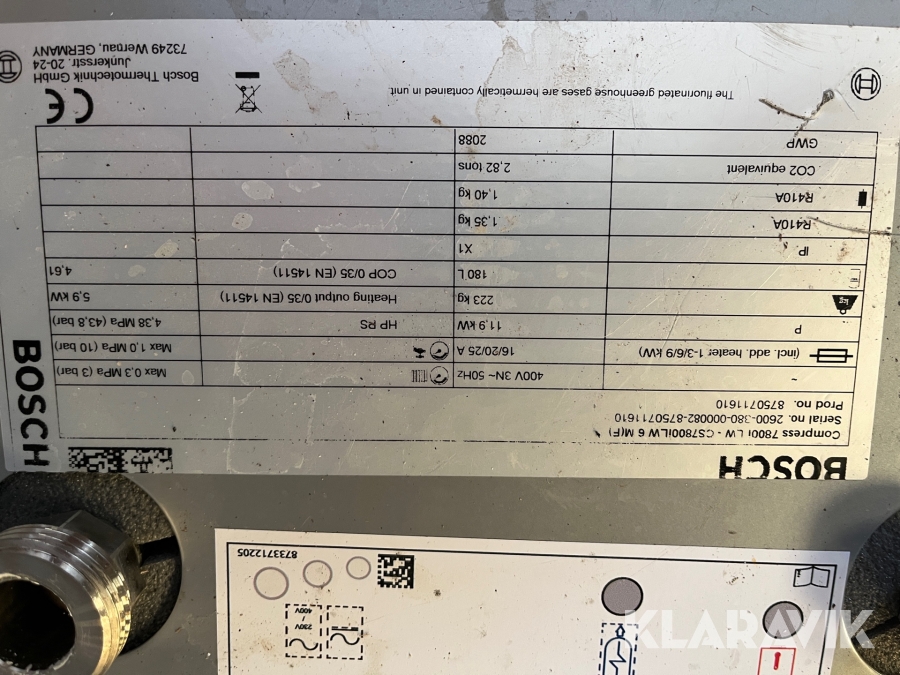 BOSCH
Compress 7800i LW - CS7800iLW 6 M(F)
Serial no. 2600-380-000082-8750711610
Prod no. 8750711610
- 400V 3N~ 50Hz Max 0.3 MPa (3 bar)
(incl. add. heater 1-3/6/9 kW) 16/20/25 A Max 1,0 MPa (10 bar)
P 11,9 kW HP RS 4,38 MPa (43,8 bar)
kg 223 kg Heating output 0/35 (EN 14511) 5,9 kW
180 L COP 0/35 (EN 14511) 4,61
IP X1
R410A 1,35 kg
R410A 1,40 kg
CO2 equivalent 2,82 tons
GWP 2088
The fluorinated greenhouse gases are hermetically contained in unit
CE
Bosch Thermotechnik GmbH
Junkersstr. 20-24
73249 Wernau, GERMANY
BOSCH
8733712205
230V
/
400V
KLARAVIK